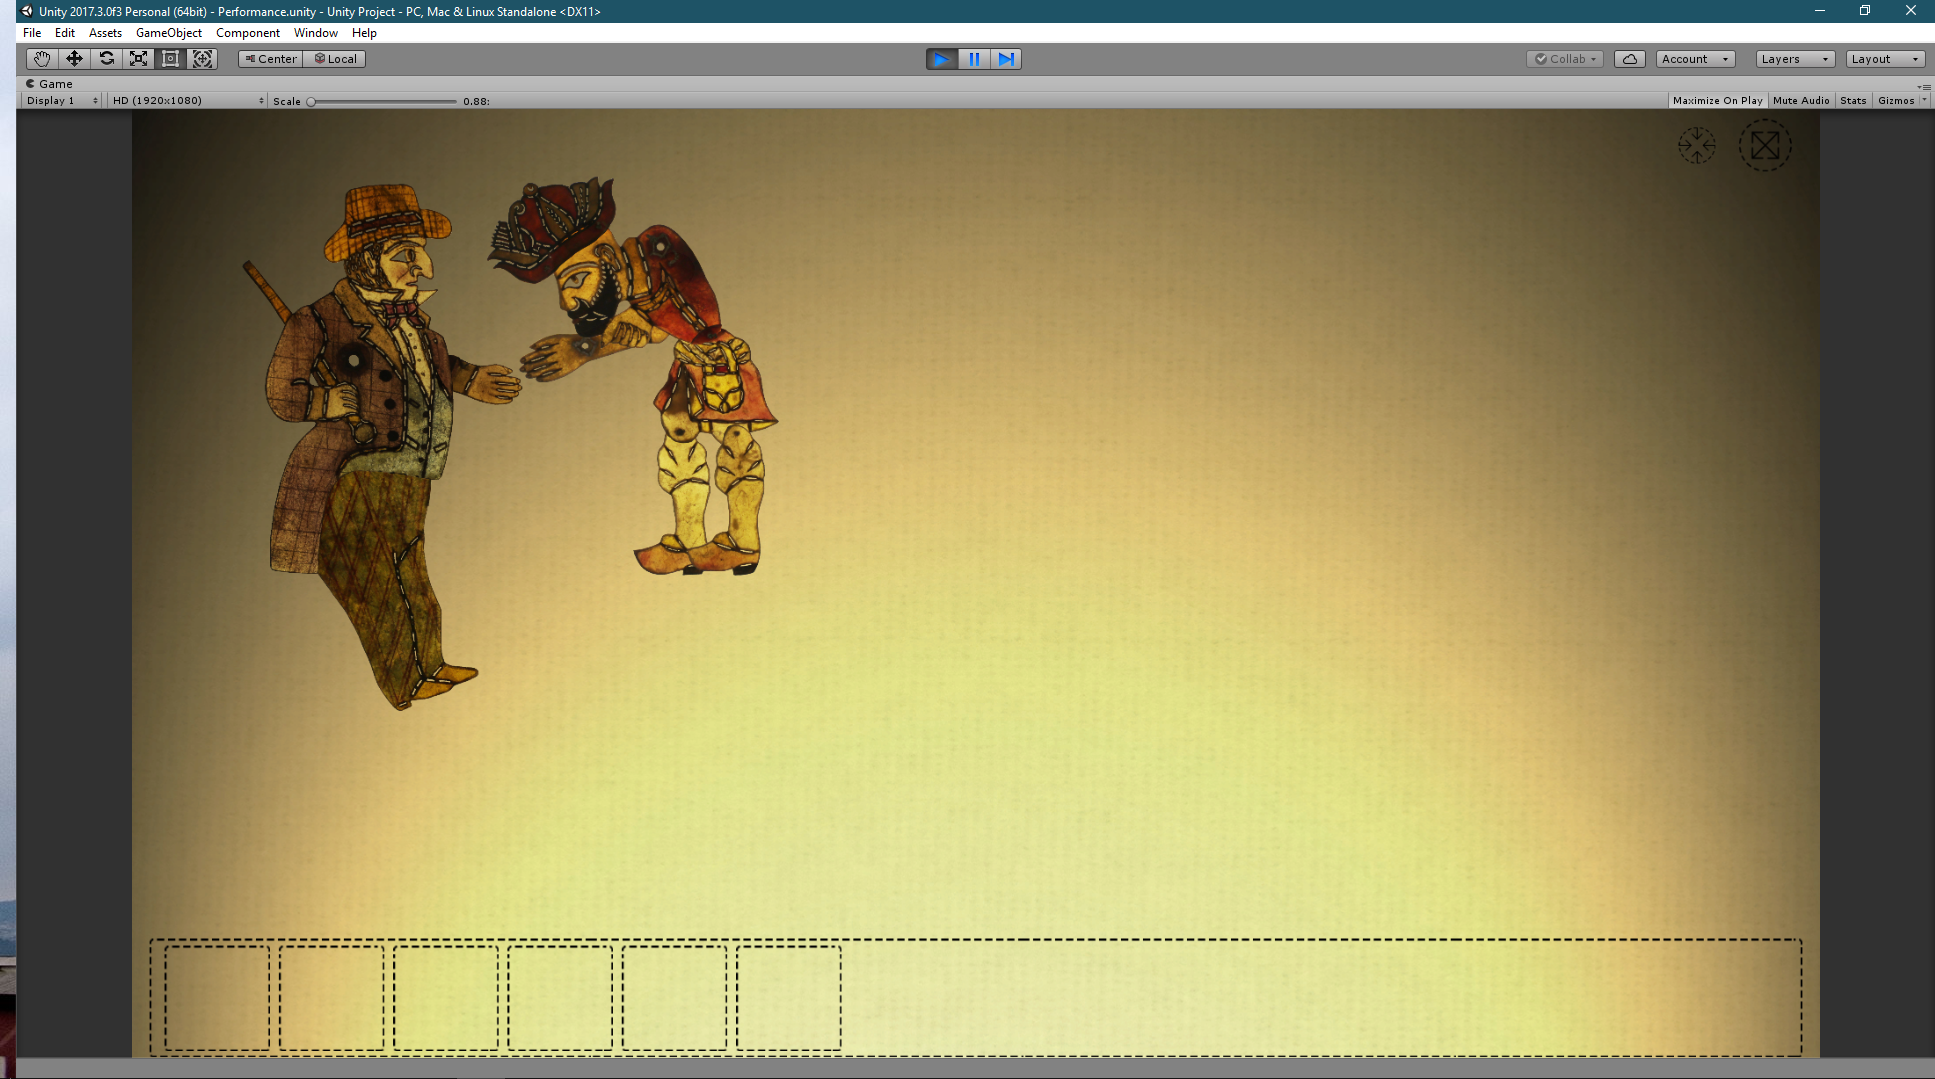 Unity 2017.3.0f3 Personal (64bit) - Performance.unity - Unity Project - PC, Mac & Linux Standalone <DX11>
File Edit Assets GameObject Component Window Help
Center Local Collab Account Layers Layout
Game
Display 1 HD (1920x1080) Scale 0.88: Maximize On Play Mute Audio Stats Gizmos